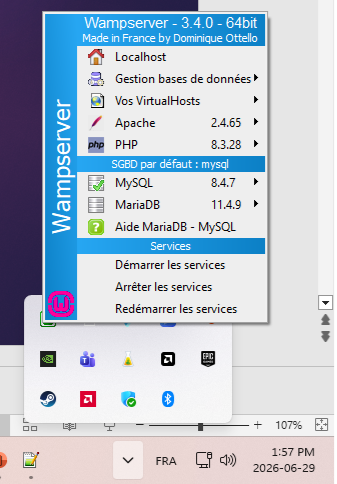 Wampserver - 3.4.0 - 64bit
Made in France by Dominique Ottello
Wampserver
Localhost
Gestion bases de données
Vos VirtualHosts
Apache 2.4.65
php PHP 8.3.28
SGBD par défaut : mysql
MySQL 8.4.7
MariaDB 11.4.9
Aide MariaDB - MySQL
Services
Démarrer les services
Arrêter les services
Redémarrer les services
107%
FRA
1:57 PM
2026-06-29